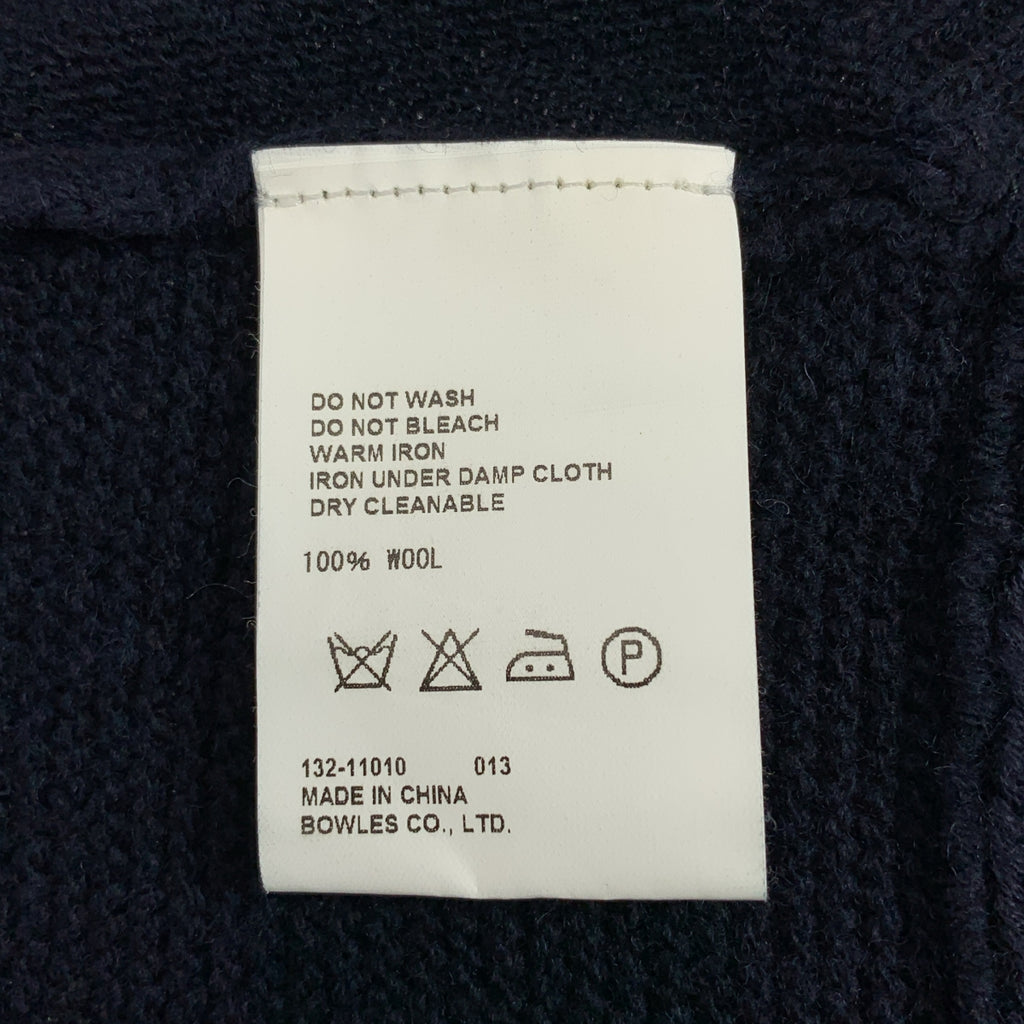 DO NOT WASH
DO NOT BLEACH
WARM IRON
IRON UNDER DAMP CLOTH
DRY CLEANABLE
100% WOOL
P
132-11010 013
MADE IN CHINA
BOWLES CO., LTD.